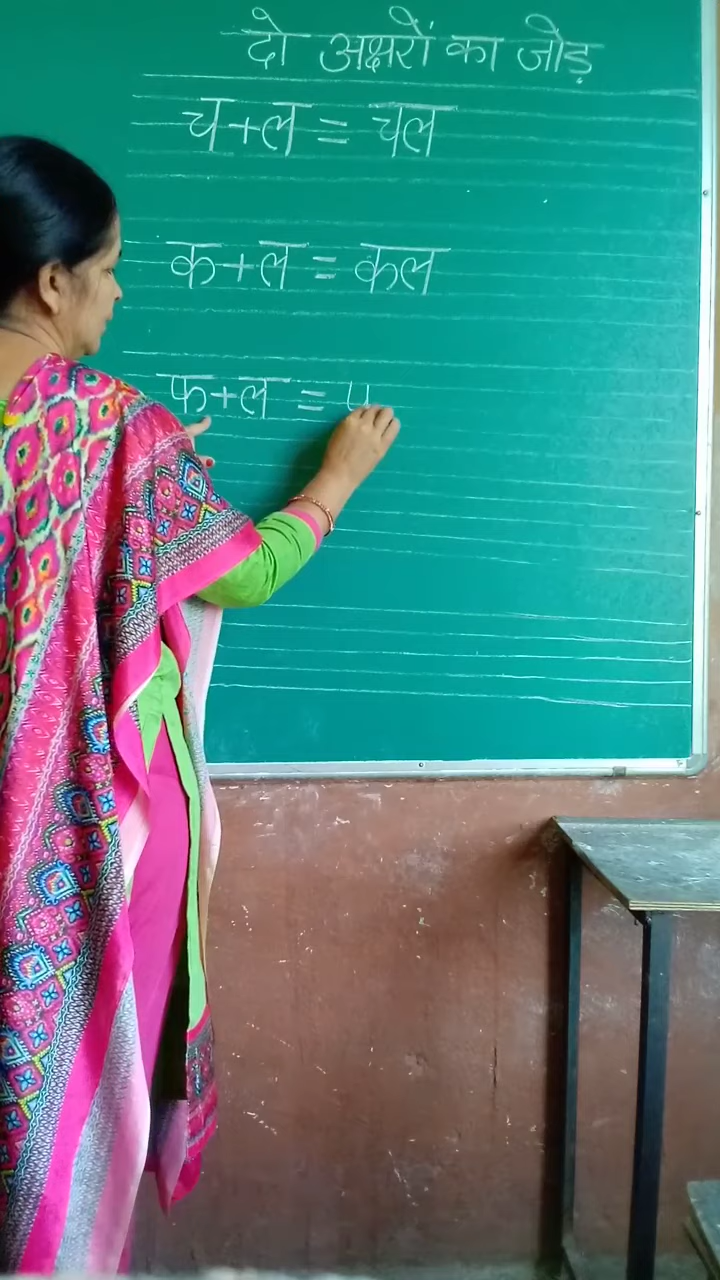 दो अक्षरों का जोड़
च+ल = चल
क+ल = कल
फ+ल = प